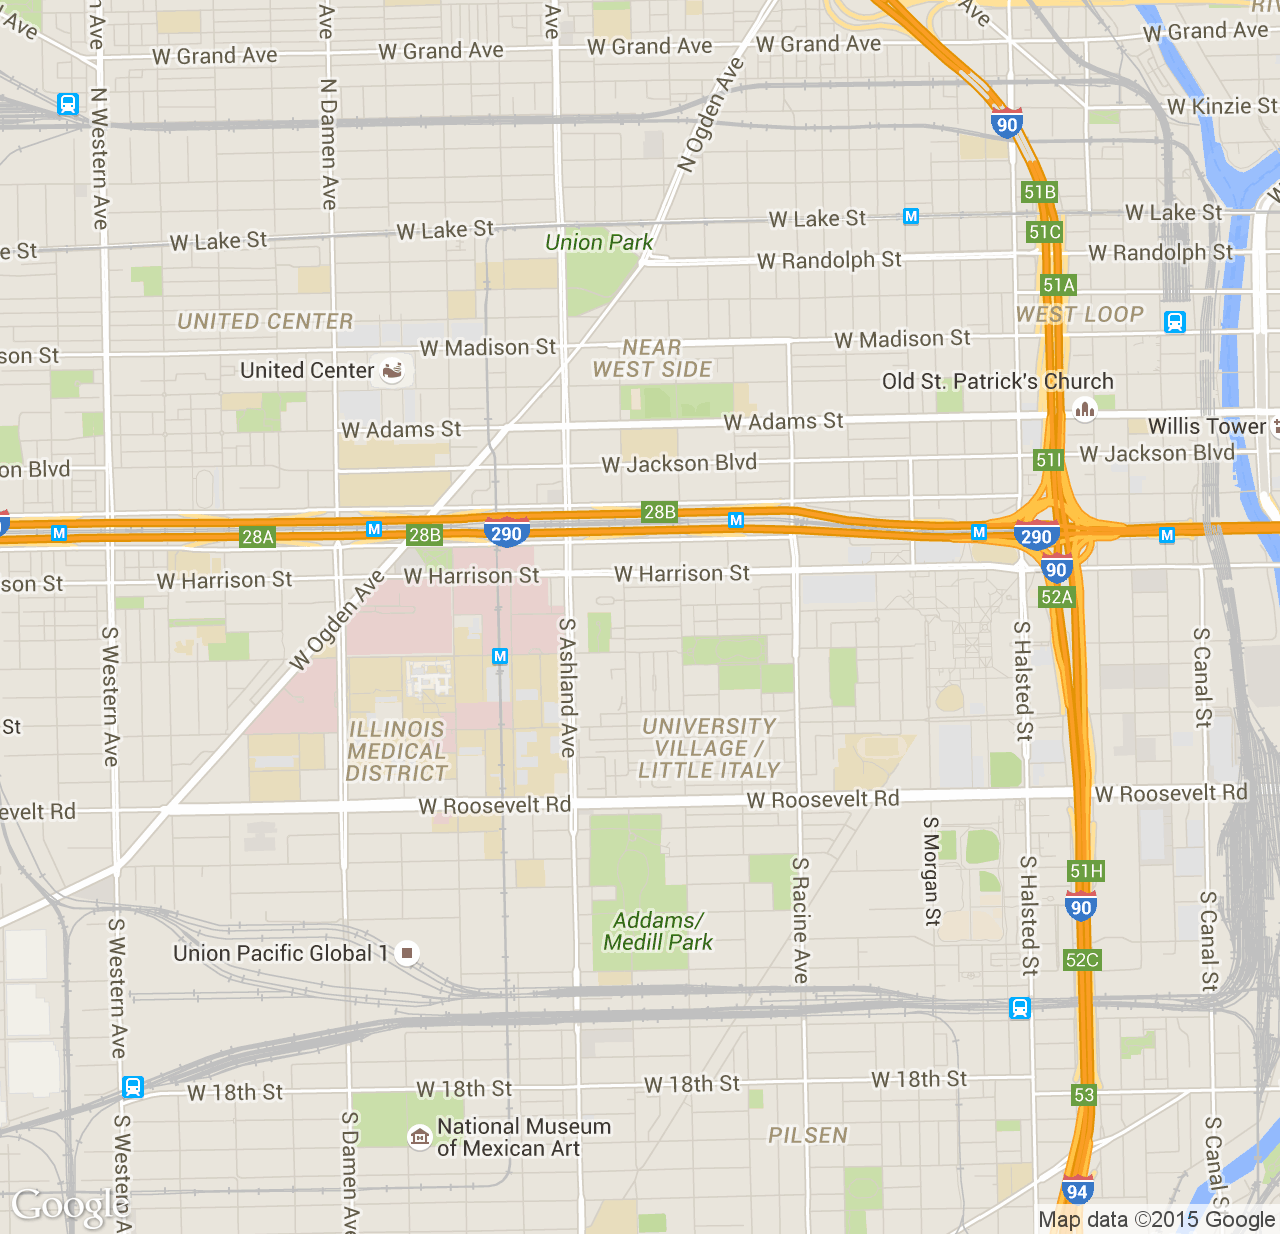 W Grand Ave
W Grand Ave
W Grand Ave
W Grand Ave
W Grand Ave
W Kinzie St
N Western Ave
N Damen Ave
N Ogden Ave
90
51B
W Lake St
W Lake St
W Lake St
W Lake St
51C
Union Park
W Randolph St
W Randolph St
51A
UNITED CENTER
WEST LOOP
W Madison St
W Madison St
NEAR
WEST SIDE
United Center
Old St. Patrick's Church
W Adams St
W Adams St
Willis Tower
W Jackson Blvd
W Jackson Blvd
51I
28B
28A
28B
290
290
W Harrison St
W Harrison St
W Harrison St
90
52A
W Ogden Ave
S Western Ave
S Ashland Ave
S Halsted St
S Canal St
St
ILLINOIS
MEDICAL
DISTRICT
UNIVERSITY
VILLAGE /
LITTLE ITALY
W Roosevelt Rd
W Roosevelt Rd
W Roosevelt Rd
S Morgan St
S Racine Ave
S Halsted St
51H
90
S Canal St
Addams/
Medill Park
Union Pacific Global 1
52C
S Western Ave
W 18th St
W 18th St
W 18th St
W 18th St
53
National Museum
of Mexican Art
PILSEN
S Damen Ave
S Western A
S Canal St
94
Google
Map data ©2015 Google